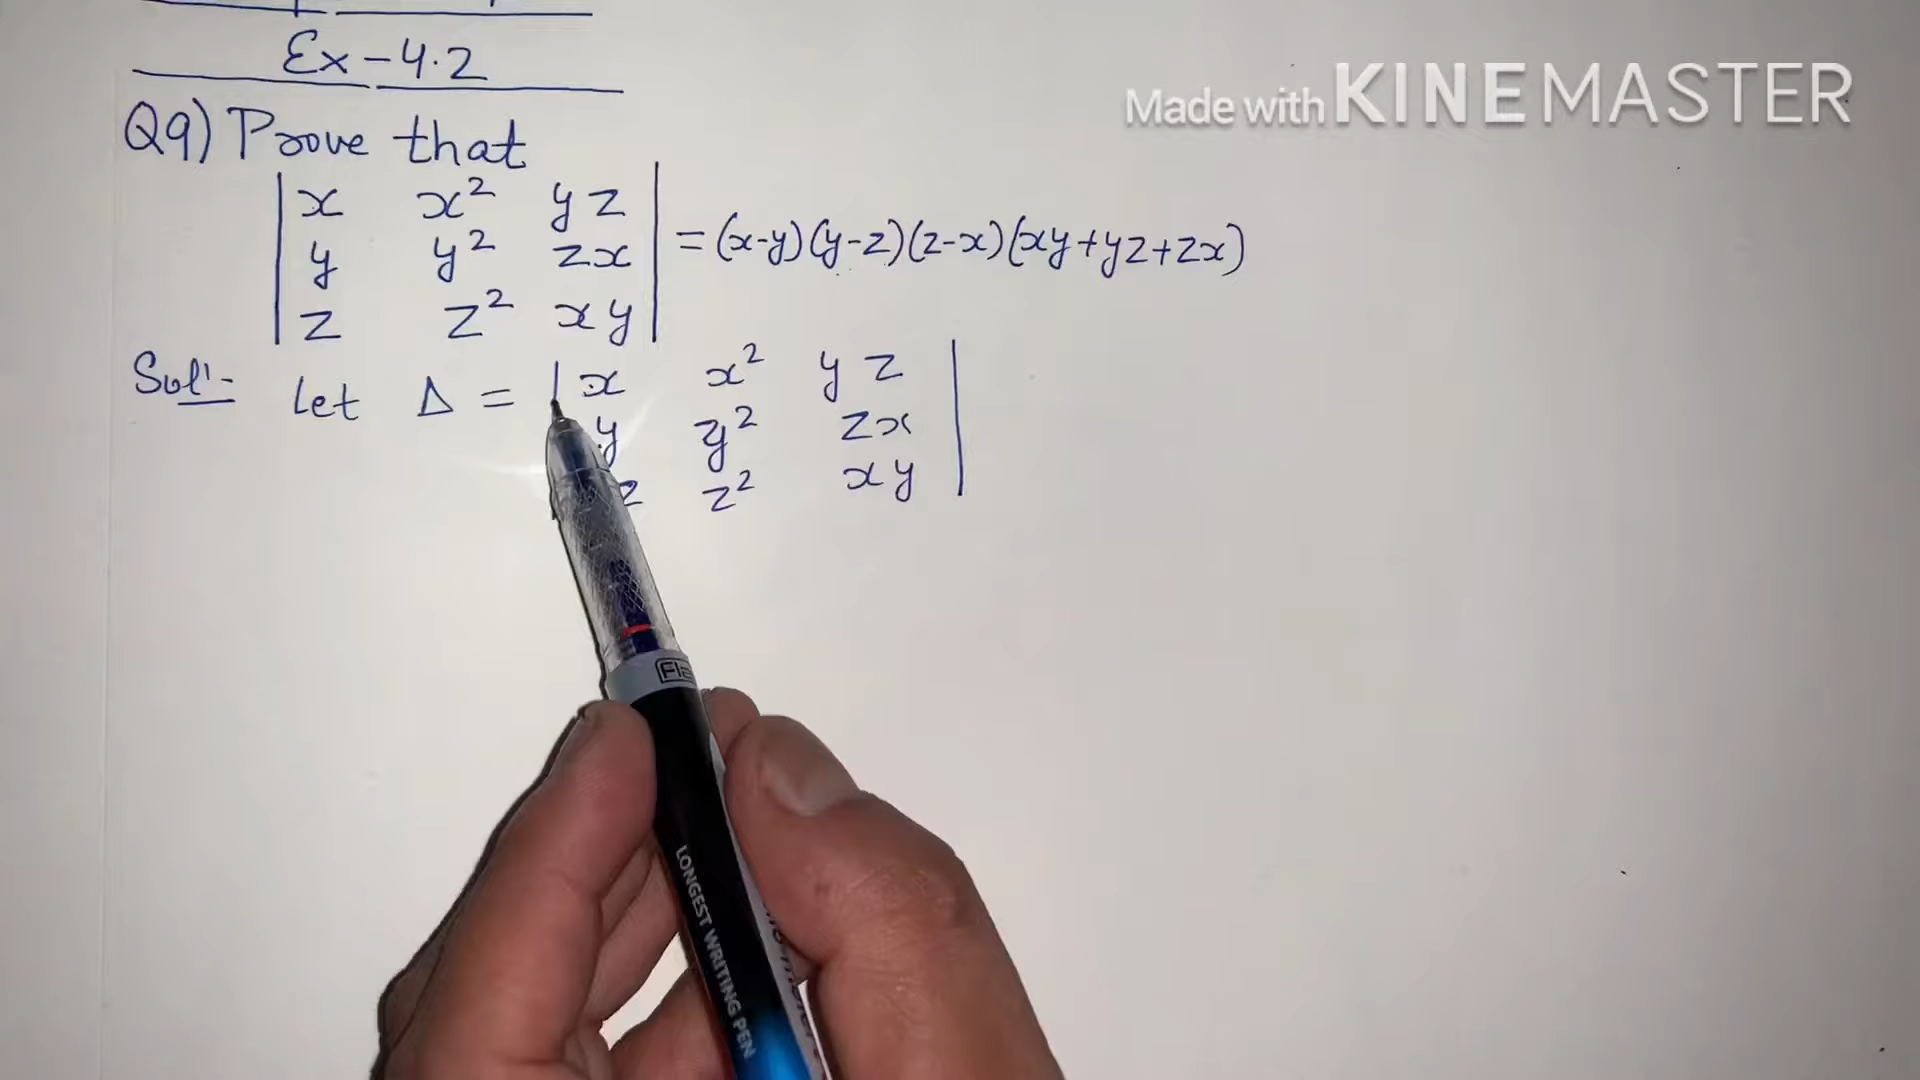 Ex-4.2
Made with KINEMASTER
Q9) Prove that
x x² yz
y y² zx = (x-y)(y-z)(z-x)(xy+yz+zx)
z z² xy
Sol:- Let Δ = x x² yz
y y² zx
z z² xy
Fla
LONGEST WRITING PEN